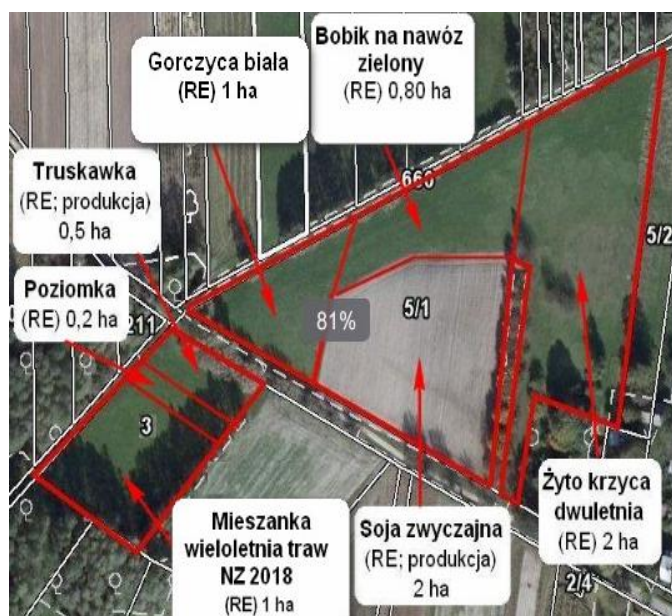 Bobik na nawóz
zielony
(RE) 0,80 ha
Gorczyca biala
(RE) 1 ha
Truskawka
(RE; produkcja)
0,5 ha
660
5/2
Poziomka
(RE) 0,2 ha
211
81%
5/1
3
Mieszanka
wieloletnia traw
NZ 2018
(RE) 1 ha
Soja zwyczajna
(RE; produkcja)
2 ha
Żyto krzyca
dwuletnia
(RE) 2 ha
2/4